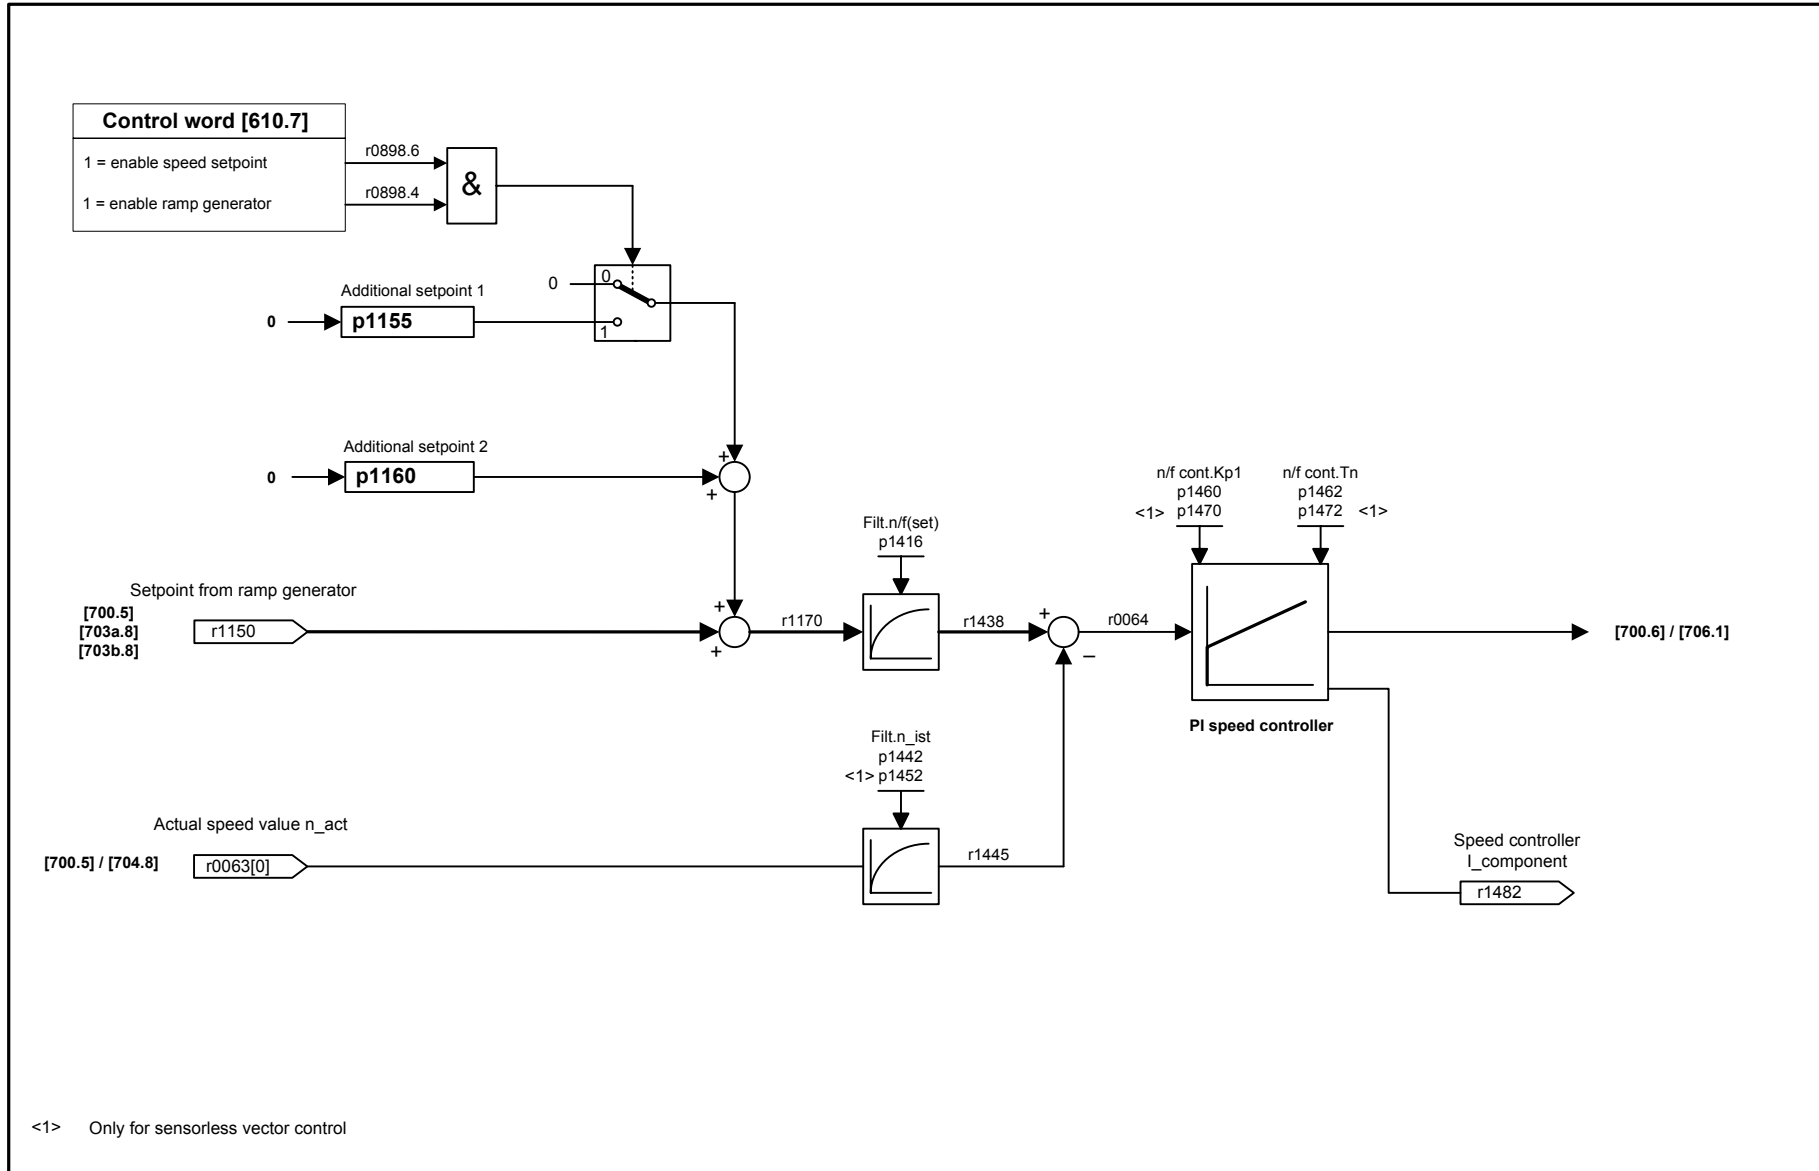 Control word [610.7]
1 = enable speed setpoint
r0898.6
1 = enable ramp generator
r0898.4
&
0
0
1
Additional setpoint 1
0
p1155
Additional setpoint 2
0
p1160
+
+
Setpoint from ramp generator
[700.5]
[703a.8]
[703b.8]
r1150
+
+
r1170
Filt.n/f(set)
p1416
r1438
+
–
r0064
n/f cont.Kp1
p1460
<1> p1470
n/f cont.Tn
p1462
p1472 <1>
PI speed controller
[700.6] / [706.1]
Filt.n_ist
p1442
<1> p1452
Actual speed value n_act
[700.5] / [704.8]
r0063[0]
r1445
Speed controller
I_component
r1482
<1> Only for sensorless vector control